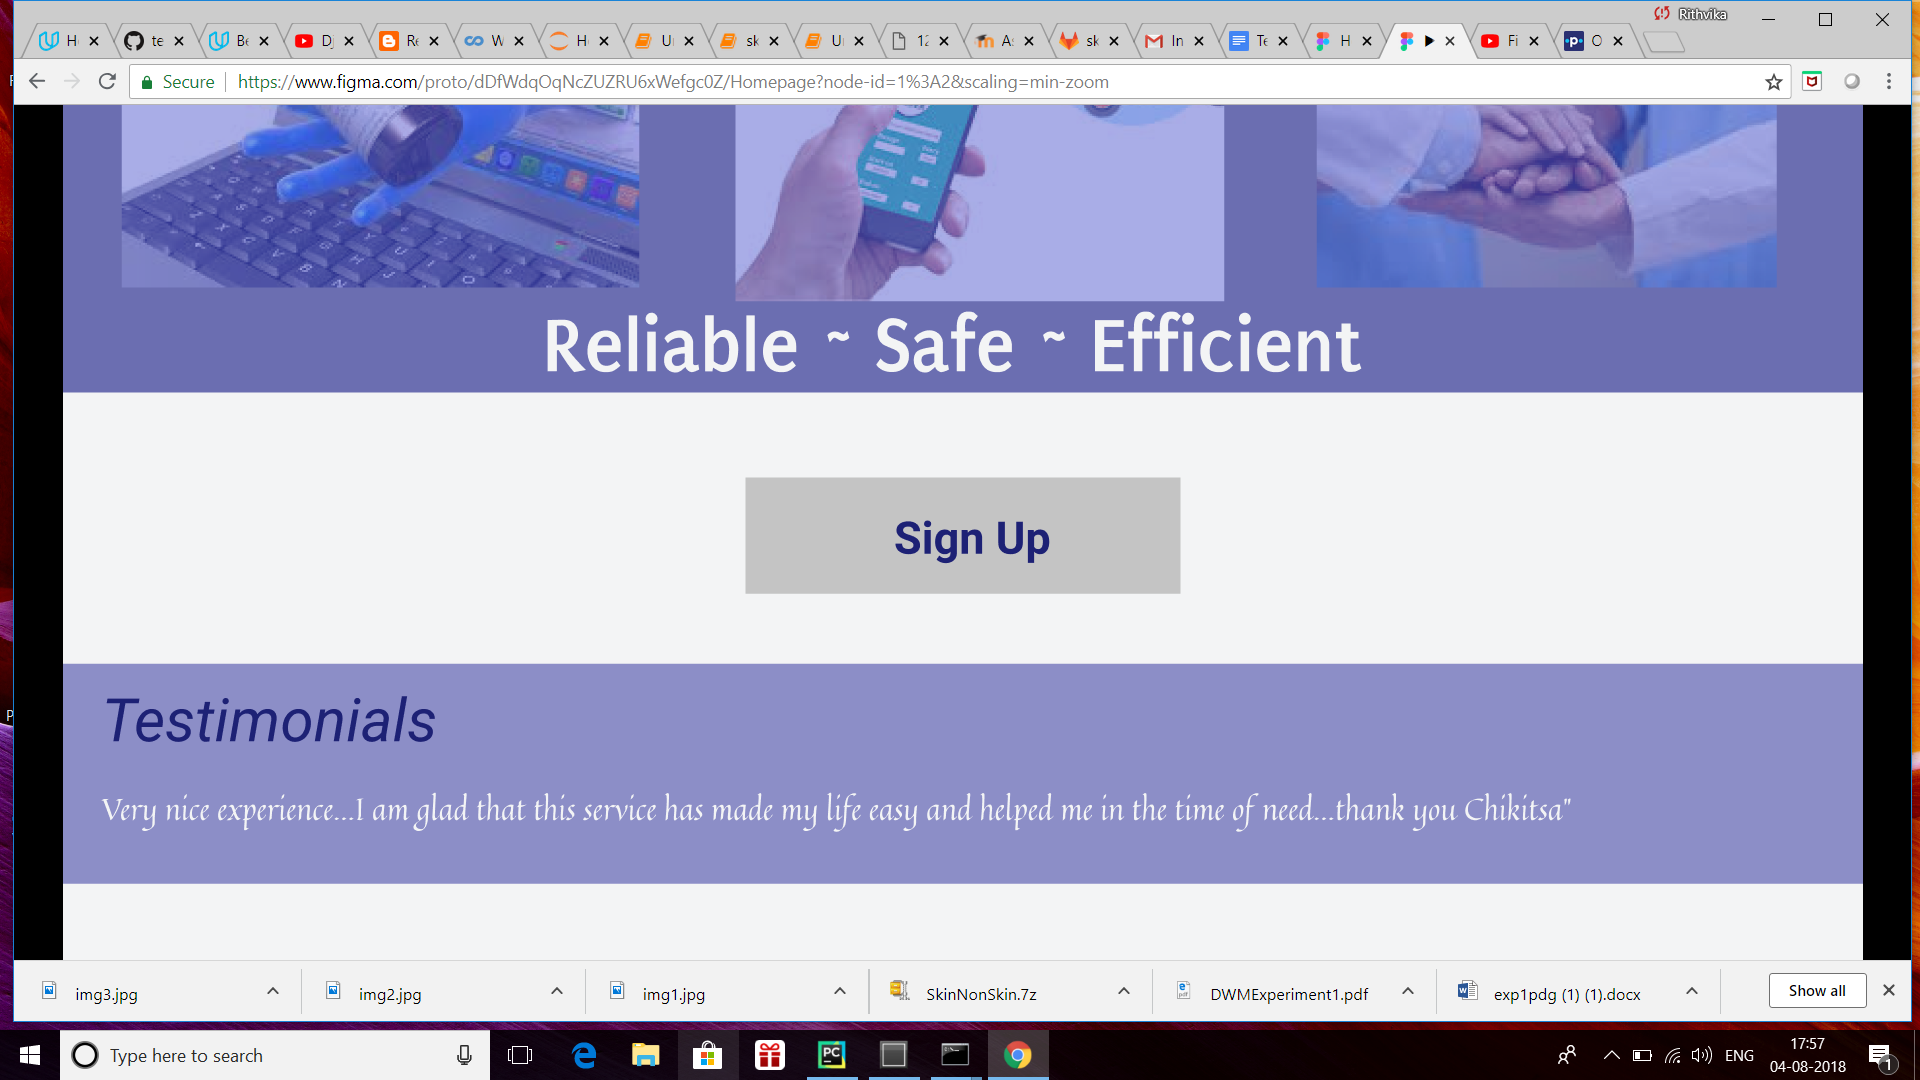 Rithvika
H
te
Be
D
Re
W
H
U
sk
U
12
A
sk
In
Te
H
Fi
O
Secure
https://www.figma.com/proto/dDfWdqOqNcZUZRU6xWefgc0Z/Homepage?node-id=1%3A2&scaling=min-zoom
Reliable ~ Safe ~ Efficient
Sign Up
Testimonials
Very nice experience...I am glad that this service has made my life easy and helped me in the time of need...thank you Chikitsa"
img3.jpg
img2.jpg
img1.jpg
SkinNonSkin.7z
DWMExperiment1.pdf
exp1pdg (1) (1).docx
Show all
Type here to search
ENG
17:57
04-08-2018
1